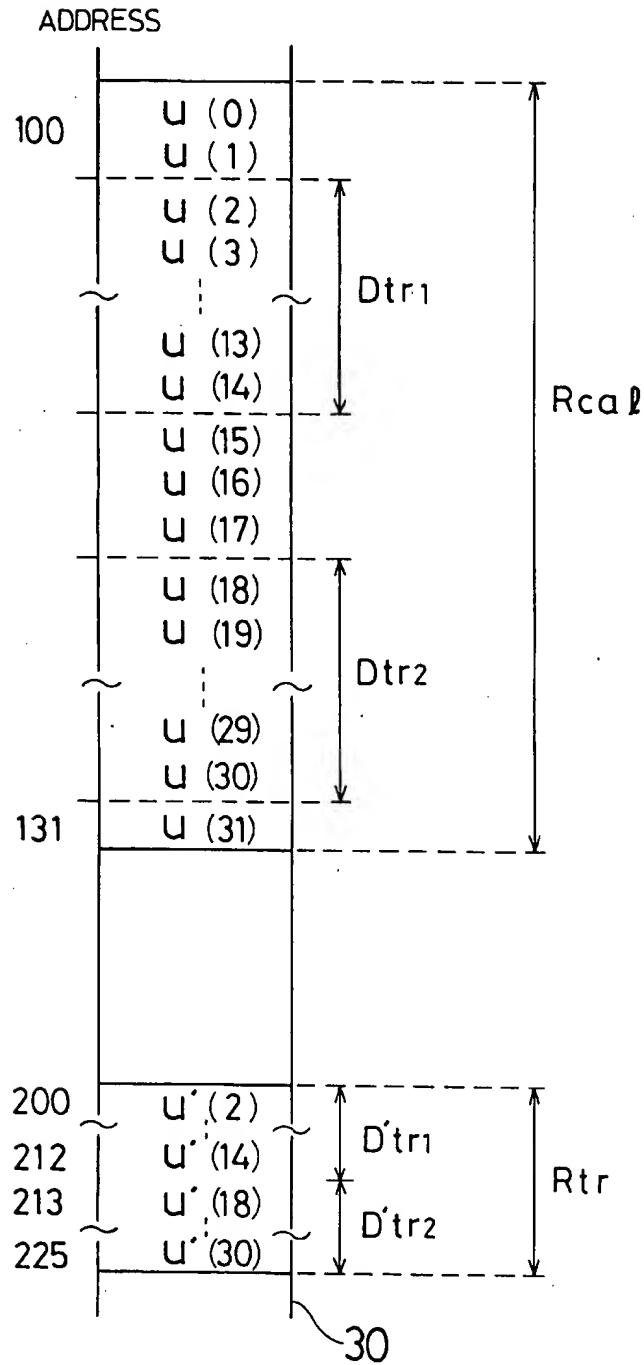 ADDRESS
100 u (0)
u (1)
u (2)
u (3)
Dtr1
u (13)
u (14)
Rcal
u (15)
u (16)
u (17)
u (18)
u (19)
Dtr2
u (29)
u (30)
131 u (31)
200 u' (2)
D'tr1
212 u' (14)
Rtr
213 u' (18)
D'tr2
225 u' (30)
30